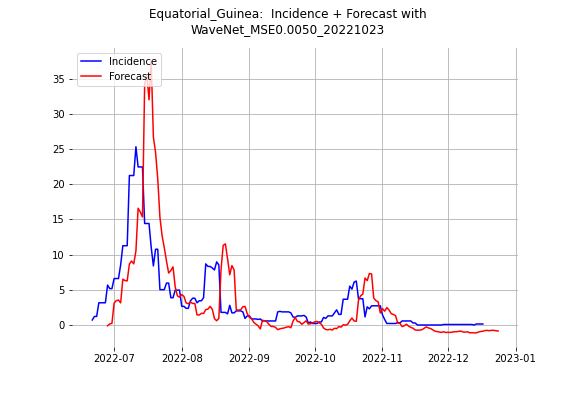 Equatorial_Guinea:  Incidence + Forecast with
WaveNet_MSE0.0050_20221023
Incidence
Forecast
35
30
25
20
15
10
5
0
2022-07 2022-08 2022-09 2022-10 2022-11 2022-12 2023-01